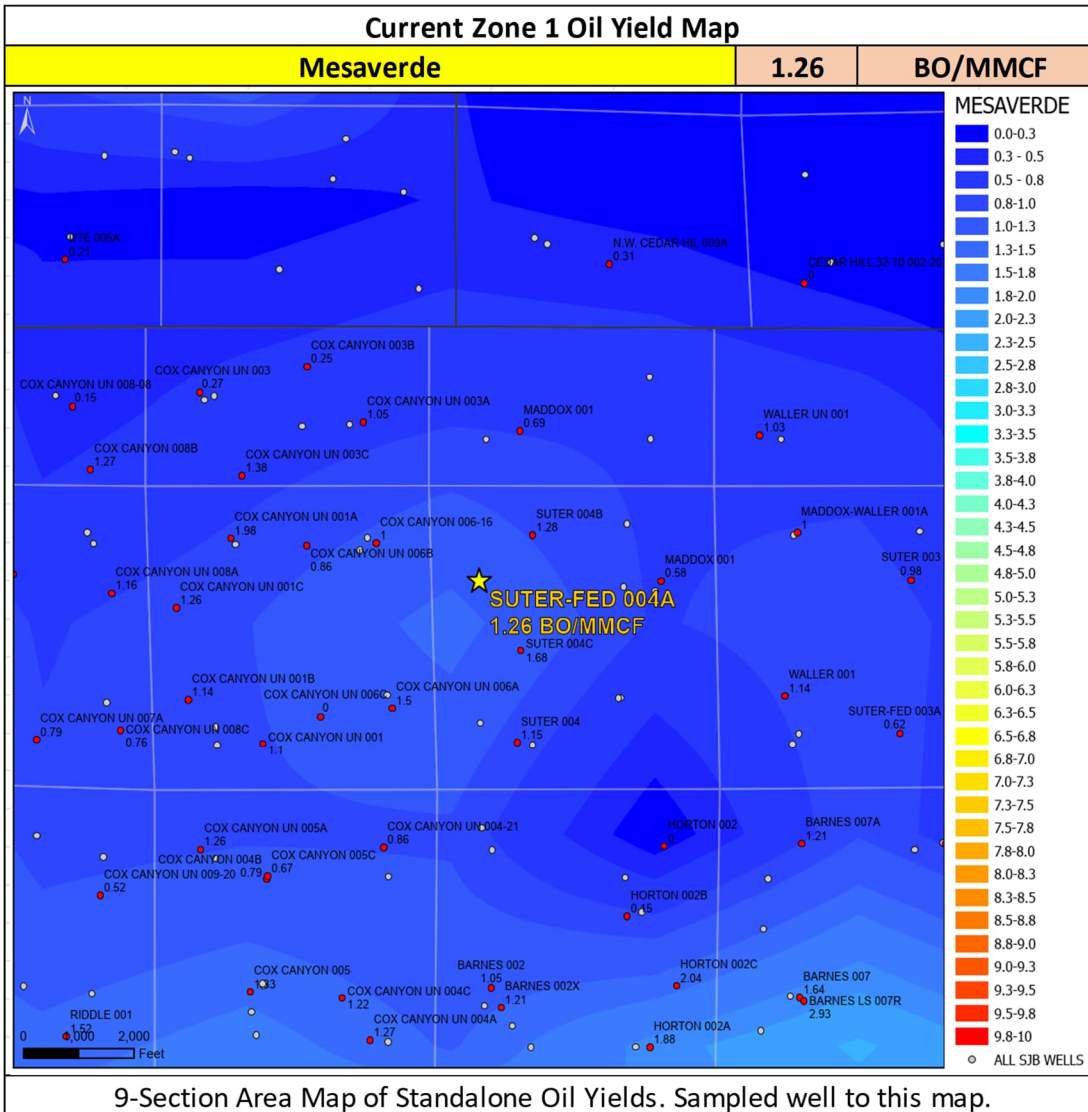 Current Zone 1 Oil Yield Map
Mesaverde 1.26 BO/MMCF
N
MESAVERDE
0.0-0.3
0.3 - 0.5
0.5 - 0.8
0.8-1.0
1.0-1.3
1.3-1.5
1.5-1.8
1.8-2.0
2.0-2.3
2.3-2.5
2.5-2.8
2.8-3.0
3.0-3.3
3.3-3.5
3.5-3.8
3.8-4.0
4.0-4.3
4.3-4.5
4.5-4.8
4.8-5.0
5.0-5.3
5.3-5.5
5.5-5.8
5.8-6.0
6.0-6.3
6.3-6.5
6.5-6.8
6.8-7.0
7.0-7.3
7.3-7.5
7.5-7.8
7.8-8.0
8.0-8.3
8.3-8.5
8.5-8.8
8.8-9.0
9.0-9.3
9.3-9.5
9.5-9.8
9.8-10
ALL SJB WELLS
UTE 005A
0.21
N.W. CEDAR HIL 009A
0.31
CEDAR HILL 32-10 002-20
0
COX CANYON 003B
0.25
COX CANYON UN 003
0.27
COX CANYON UN 008-08
0.15
COX CANYON UN 003A
1.05
MADDOX 001
0.69
WALLER UN 001
1.03
COX CANYON 008B
1.27
COX CANYON UN 003C
1.38
COX CANYON UN 001A
1.98
COX CANYON 006-16
1
COX CANYON UN 006B
0.86
SUTER 004B
1.28
MADDOX-WALLER 001A
1
SUTER 003
0.98
MADDOX 001
0.58
COX CANYON UN 008A
1.16
COX CANYON UN 001C
1.26
SUTER-FED 004A
1.26 BO/MMCF
SUTER 004C
1.68
COX CANYON UN 001B
1.14
COX CANYON UN 006C
0
COX CANYON UN 006A
1.5
WALLER 001
1.14
COX CANYON UN 007A
0.79
COX CANYON UN 008C
0.76
COX CANYON UN 001
1.1
SUTER 004
1.15
SUTER-FED 003A
0.62
COX CANYON UN 005A
1.26
COX CANYON UN 004-21
0.86
HORTON 002
0
BARNES 007A
1.21
COX CANYON 004B
0.79
COX CANYON 005C
0.67
COX CANYON UN 009-20
0.52
HORTON 002B
0.45
COX CANYON 005
COX CANYON UN 004C
1.22
BARNES 002
1.05
BARNES 002X
1.21
HORTON 002C
2.04
BARNES 007
1.64
BARNES LS 007R
2.93
RIDDLE 001
1.52
COX CANYON UN 004A
1.27
HORTON 002A
1.88
0 1,000 2,000
Feet
9-Section Area Map of Standalone Oil Yields. Sampled well to this map.